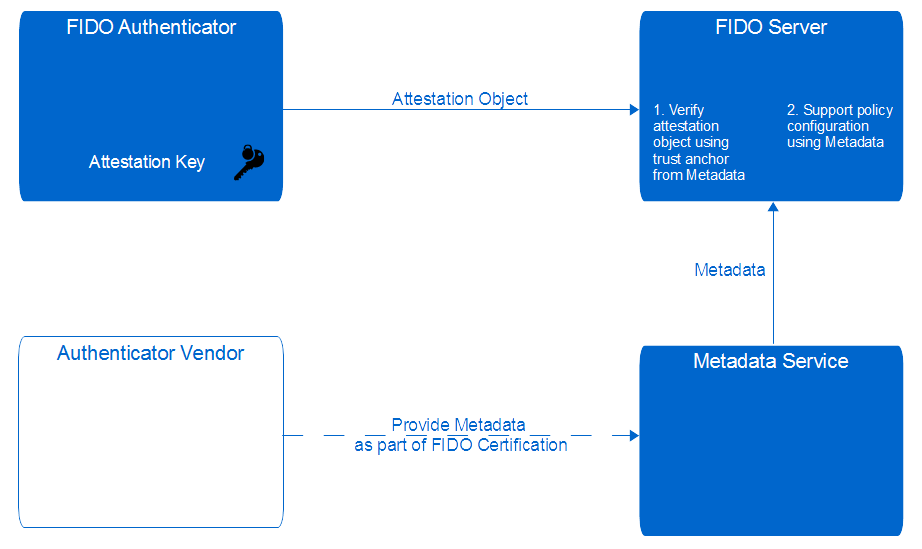 FIDO Authenticator
FIDO Server
Attestation Object
1. Verify
attestation
object using
trust anchor
from Metadata
2. Support policy
configuration
using Metadata
Attestation Key
Metadata
Authenticator Vendor
Metadata Service
Provide Metadata
as part of FIDO Certification